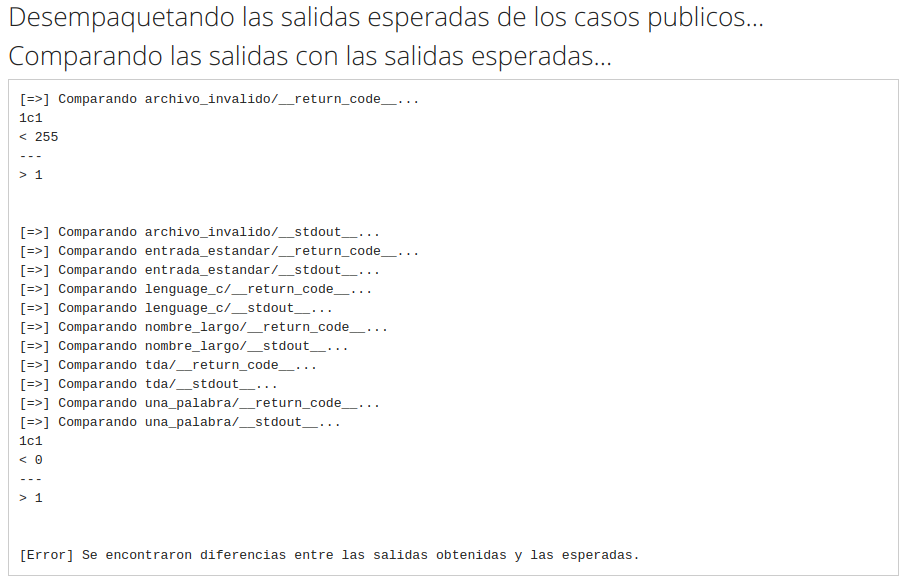 Desempaquetando las salidas esperadas de los casos publicos...
Comparando las salidas con las salidas esperadas...
[=>] Comparando archivo_invalido/__return_code__...
1c1
< 255
---
> 1
[=>] Comparando archivo_invalido/__stdout__...
[=>] Comparando entrada_estandar/__return_code__...
[=>] Comparando entrada_estandar/__stdout__...
[=>] Comparando lenguage_c/__return_code__...
[=>] Comparando lenguage_c/__stdout__...
[=>] Comparando nombre_largo/__return_code__...
[=>] Comparando nombre_largo/__stdout__...
[=>] Comparando tda/__return_code__...
[=>] Comparando tda/__stdout__...
[=>] Comparando una_palabra/__return_code__...
[=>] Comparando una_palabra/__stdout__...
1c1
< 0
---
> 1
[Error] Se encontraron diferencias entre las salidas obtenidas y las esperadas.